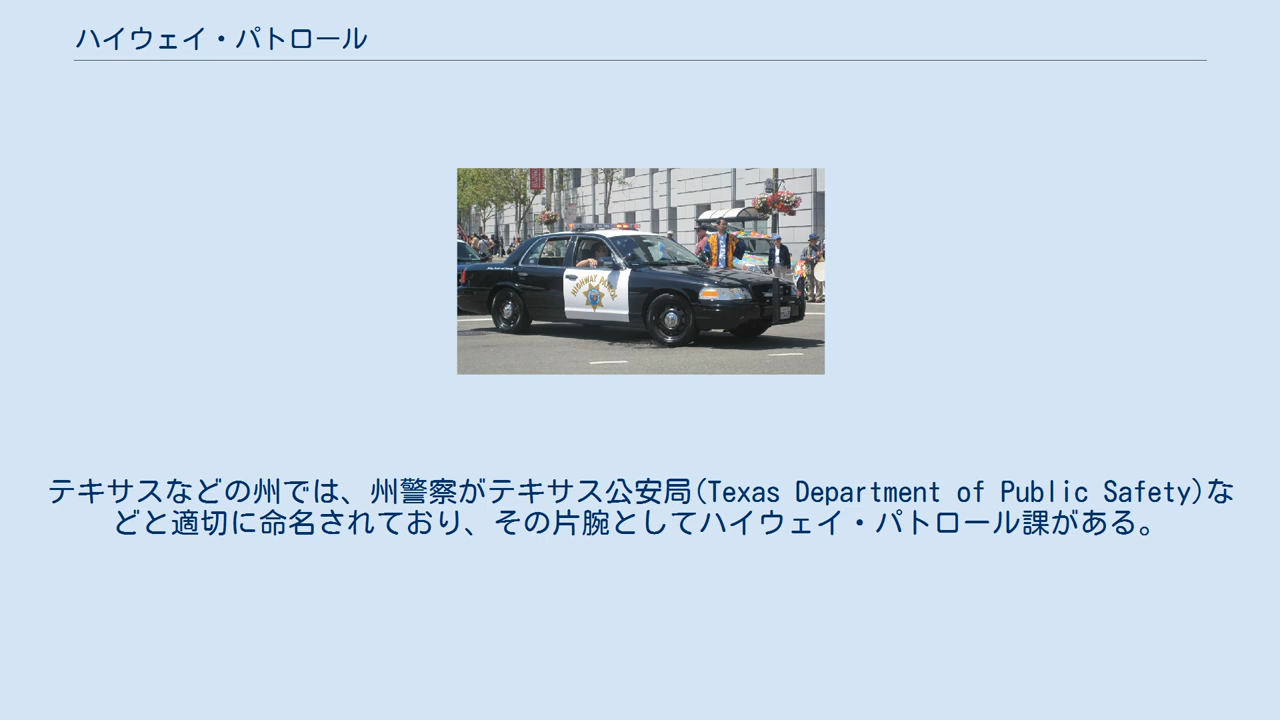 ハイウェイ・パトロール
HIGHWAY PATROL
テキサスなどの州では、州警察がテキサス公安局(Texas Department of Public Safety)な
どと適切に命名されており、その片腕としてハイウェイ・パトロール課がある。